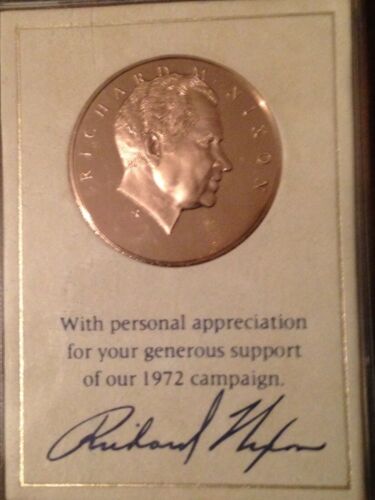 RICHARD M. NIXON
With personal appreciation
for your generous support
of our 1972 campaign.
Richard Nixon